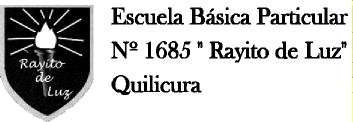 Escuela Básica Particular
Nº 1685 " Rayito de Luz"
Quilicura
Rayito
de
Luz